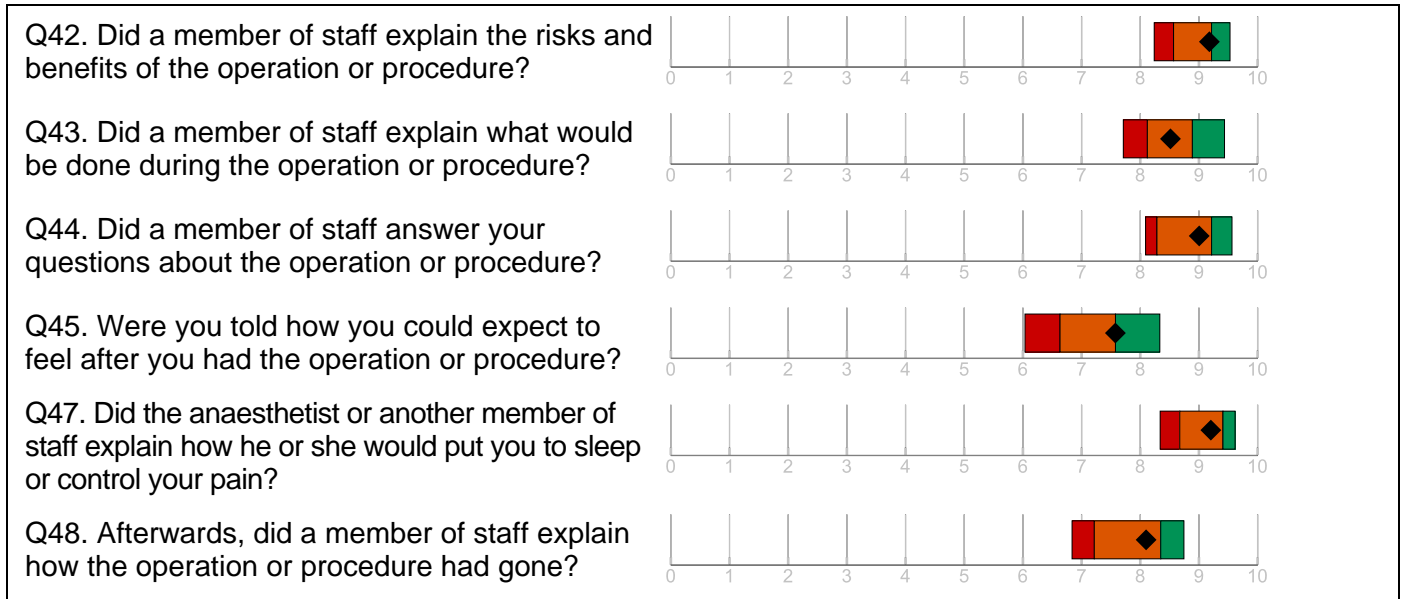 Q42. Did a member of staff explain the risks and
benefits of the operation or procedure?
0 1 2 3 4 5 6 7 8 9 10
Q43. Did a member of staff explain what would
be done during the operation or procedure?
0 1 2 3 4 5 6 7 8 9 10
Q44. Did a member of staff answer your
questions about the operation or procedure?
0 1 2 3 4 5 6 7 8 9 10
Q45. Were you told how you could expect to
feel after you had the operation or procedure?
0 1 2 3 4 5 6 7 8 9 10
Q47. Did the anaesthetist or another member of
staff explain how he or she would put you to sleep
or control your pain?
0 1 2 3 4 5 6 7 8 9 10
Q48. Afterwards, did a member of staff explain
how the operation or procedure had gone?
0 1 2 3 4 5 6 7 8 9 10